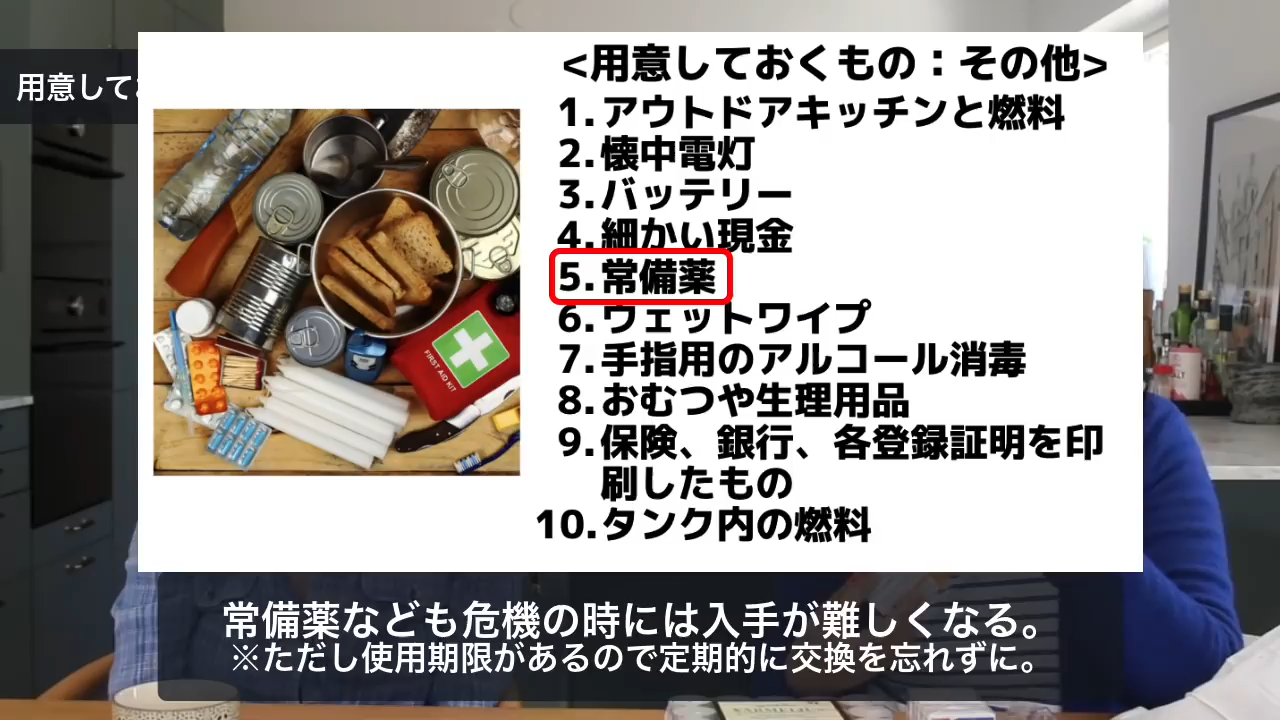 用意して
<用意しておくもの：その他>
1.アウトドアキッチンと燃料
2.懐中電灯
3.バッテリー
4.細かい現金
5.常備薬
6.ウェットワイプ
7.手指用のアルコール消毒
8.おむつや生理用品
9.保険、銀行、各登録証明を印
刷したもの
10.タンク内の燃料
FIRST AID KIT
常備薬なども危機の時には入手が難しくなる。
※ただし使用期限があるので定期的に交換を忘れずに。